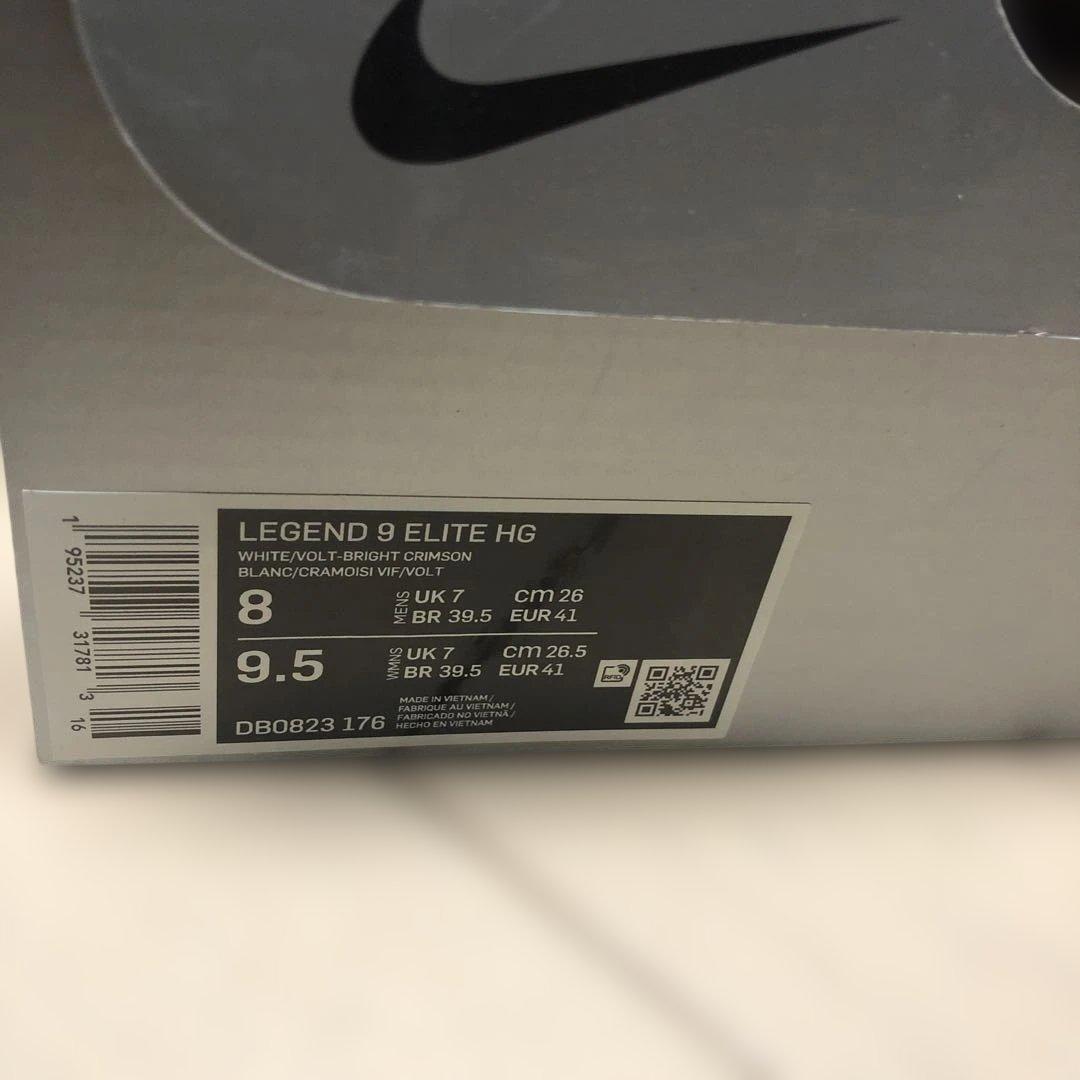 LEGEND 9 ELITE HG
WHITE/VOLT-BRIGHT CRIMSON
BLANC/CRAMOISI VIF/VOLT
8
MENS
UK 7 cm 26
BR 39.5 EUR 41
9.5
WMNS
UK 7 cm 26.5
BR 39.5 EUR 41
RFID
DB0823 176
MADE IN VIETNAM /
FABRIQUE AU VIETNAM /
FABRICADO NO VIETNÃ /
HECHO EN VIETNAM
1 95237 31781 3 16